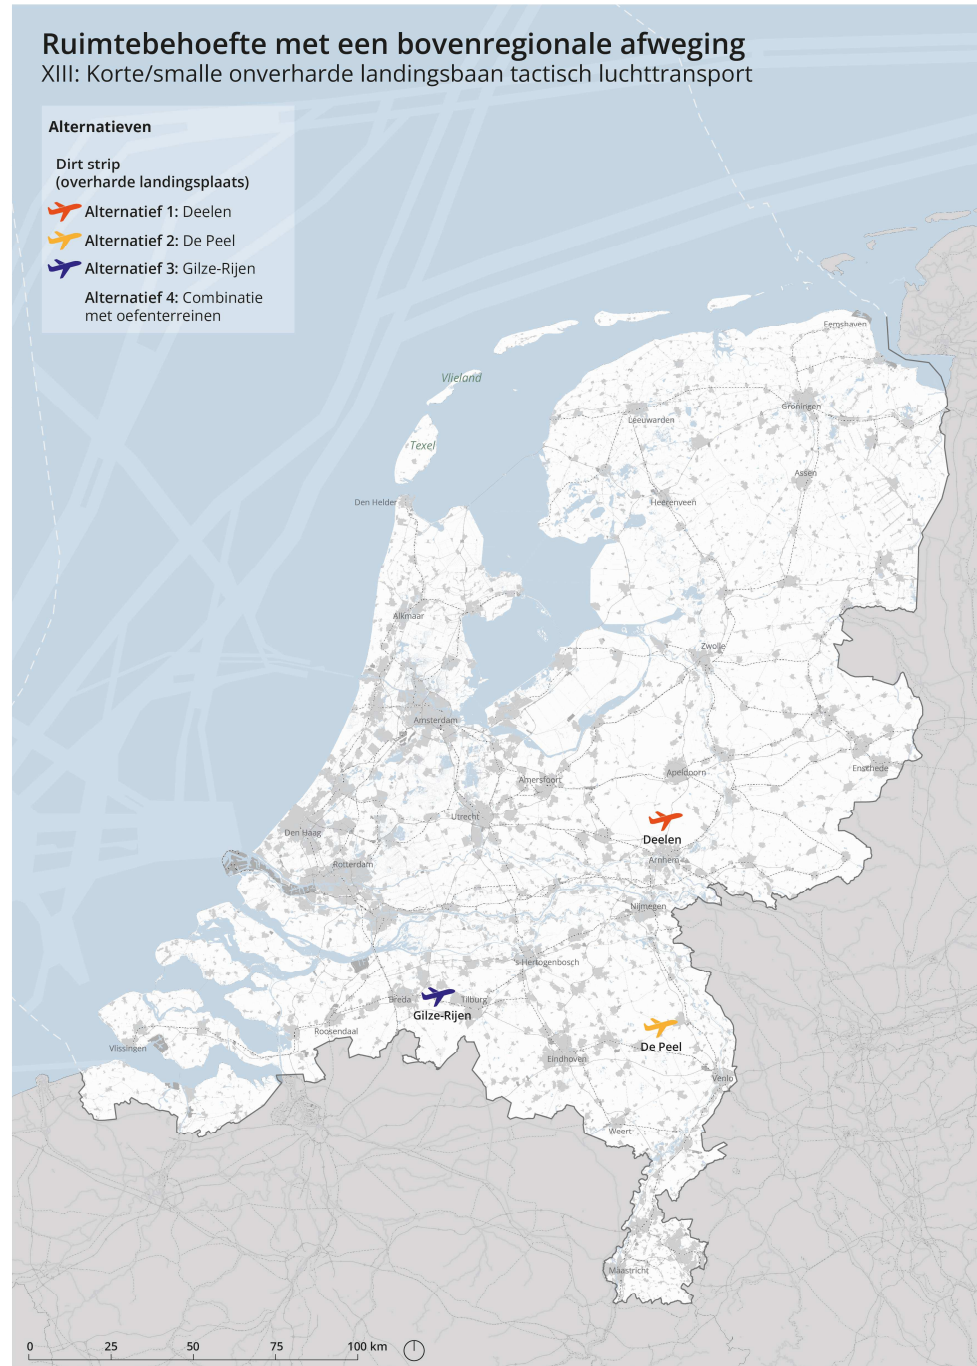 Ruimtebehoefte met een bovenregionale afweging
XIII: Korte/smalle onverharde landingsbaan tactisch luchttransport
Alternatieven
Dirt strip
(overharde landingsplaats)
Alternatief 1: Deelen
Alternatief 2: De Peel
Alternatief 3: Gilze-Rijen
Alternatief 4: Combinatie
met oefenterreinen
Eemshaven
Vlieland
Groningen
Leeuwarden
Texel
Assen
Den Helder
Heerenveen
Alkmaar
Zwolle
Amsterdam
Enschede
Apeldoorn
Amersfoort
Utrecht
Den Haag
Deelen
Arnhem
Rotterdam
Nijmegen
's Hertogenbosch
Breda
Tilburg
Gilze-Rijen
Roosendaal
De Peel
Vlissingen
Eindhoven
Venlo
Weert
Maastricht
0 25 50 75 100 km